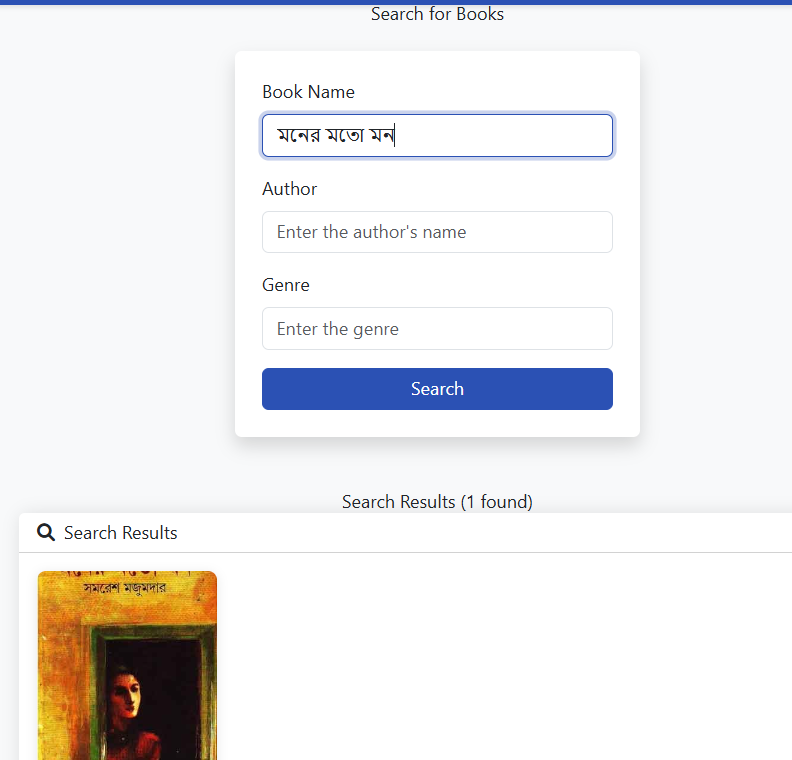 Search for Books
Book Name
মনের মতো মন
Author
Enter the author's name
Genre
Enter the genre
Search
Search Results (1 found)
Search Results
সমরেশ মজুমদার